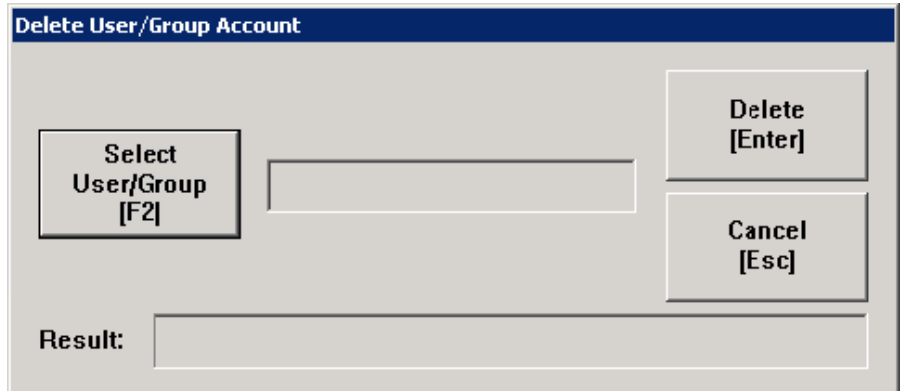 Delete User/Group Account
Select
User/Group
[F2]
Delete
[Enter]
Cancel
[Esc]
Result: